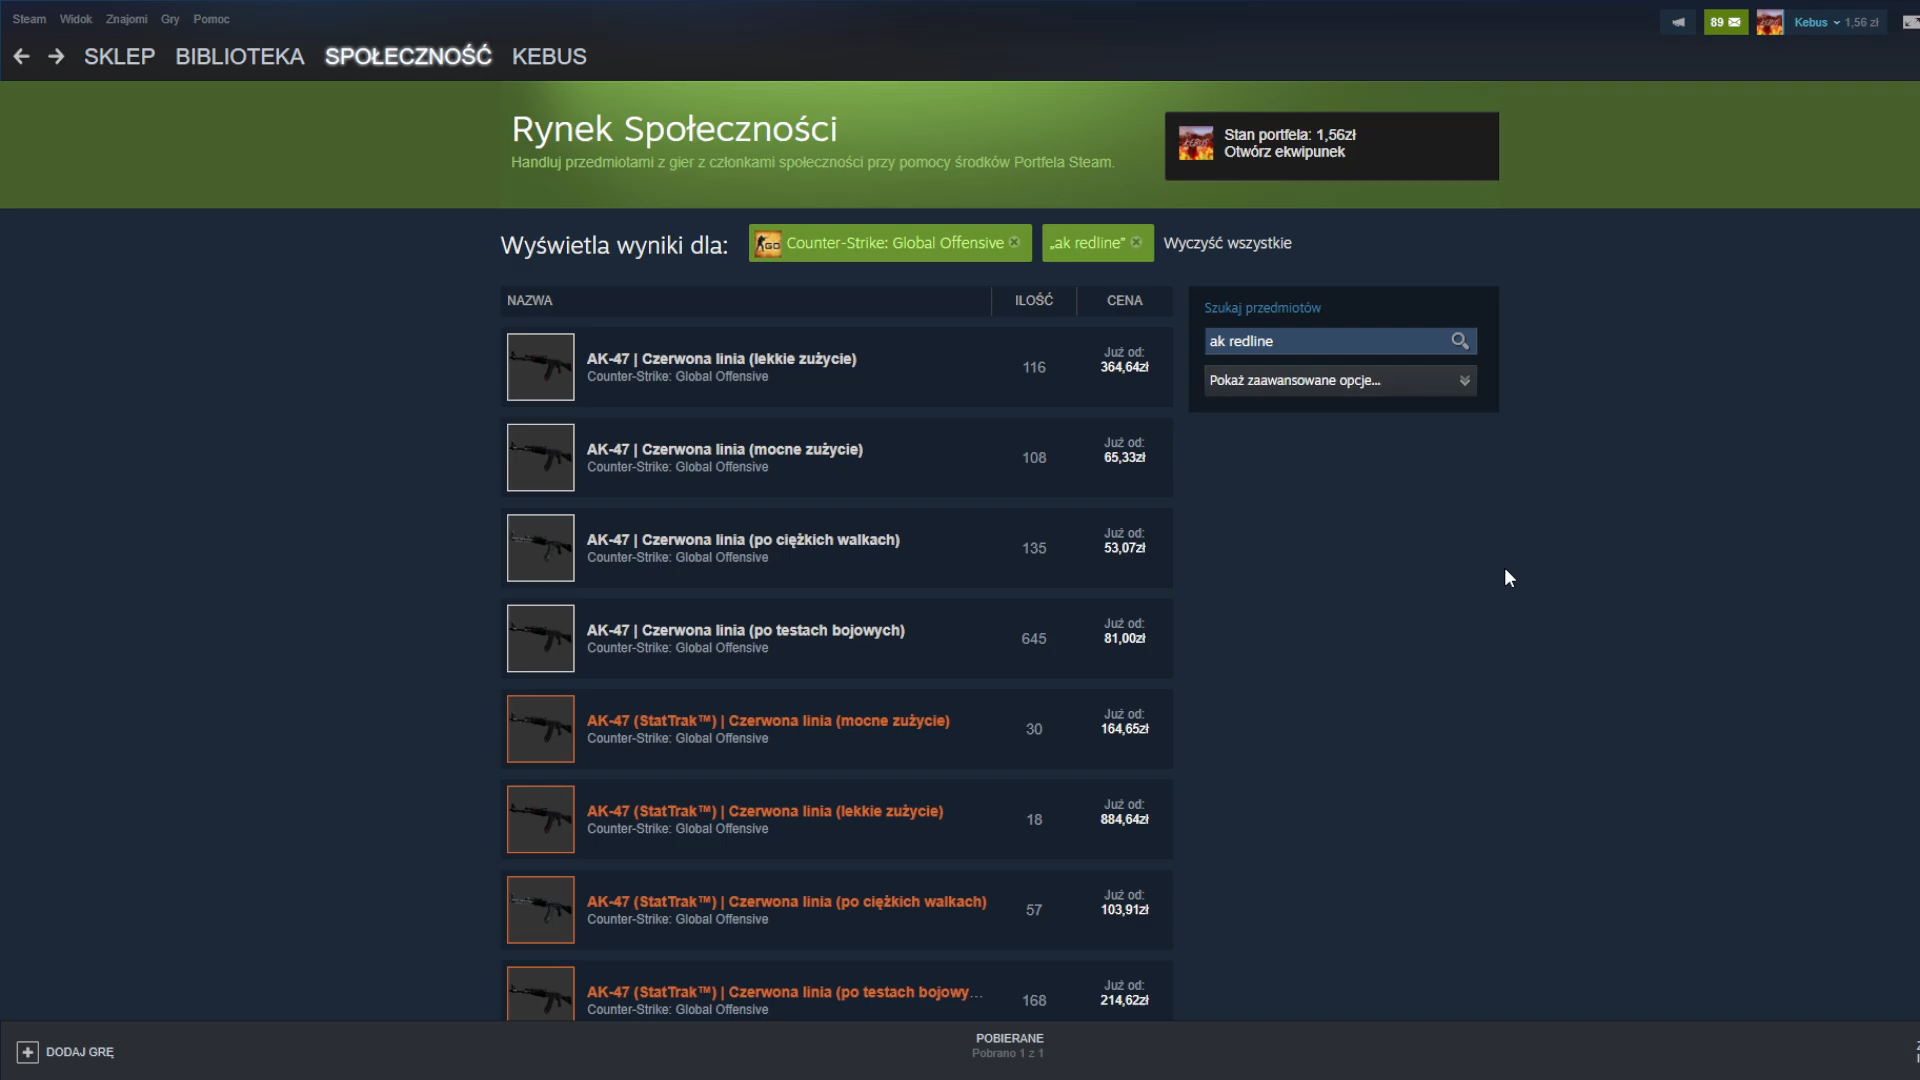 Steam Widok Znajomi Gry Pomoc
89 Kebus 1,56 zł
SKLEP BIBLIOTEKA SPOŁECZNOŚĆ KEBUS
Rynek Społeczności
Handluj przedmiotami z gier z członkami społeczności przy pomocy środków Portfela Steam.
Stan portfela: 1,56zł
Otwórz ekwipunek
Wyświetla wyniki dla: Counter-Strike: Global Offensive „ak redline” Wyczyść wszystkie
NAZWA ILOŚĆ CENA
Szukaj przedmiotów
ak redline
Pokaż zaawansowane opcje...
AK-47 | Czerwona linia (lekkie zużycie)
Counter-Strike: Global Offensive
116
Już od:
364,64zł
AK-47 | Czerwona linia (mocne zużycie)
Counter-Strike: Global Offensive
108
Już od:
65,33zł
AK-47 | Czerwona linia (po ciężkich walkach)
Counter-Strike: Global Offensive
135
Już od:
53,07zł
AK-47 | Czerwona linia (po testach bojowych)
Counter-Strike: Global Offensive
645
Już od:
81,00zł
AK-47 (StatTrak™) | Czerwona linia (mocne zużycie)
Counter-Strike: Global Offensive
30
Już od:
164,65zł
AK-47 (StatTrak™) | Czerwona linia (lekkie zużycie)
Counter-Strike: Global Offensive
18
Już od:
884,64zł
AK-47 (StatTrak™) | Czerwona linia (po ciężkich walkach)
Counter-Strike: Global Offensive
57
Już od:
103,91zł
AK-47 (StatTrak™) | Czerwona linia (po testach bojowy...
Counter-Strike: Global Offensive
168
Już od:
214,62zł
DODAJ GRĘ
POBIERANE
Pobrano 1 z 1